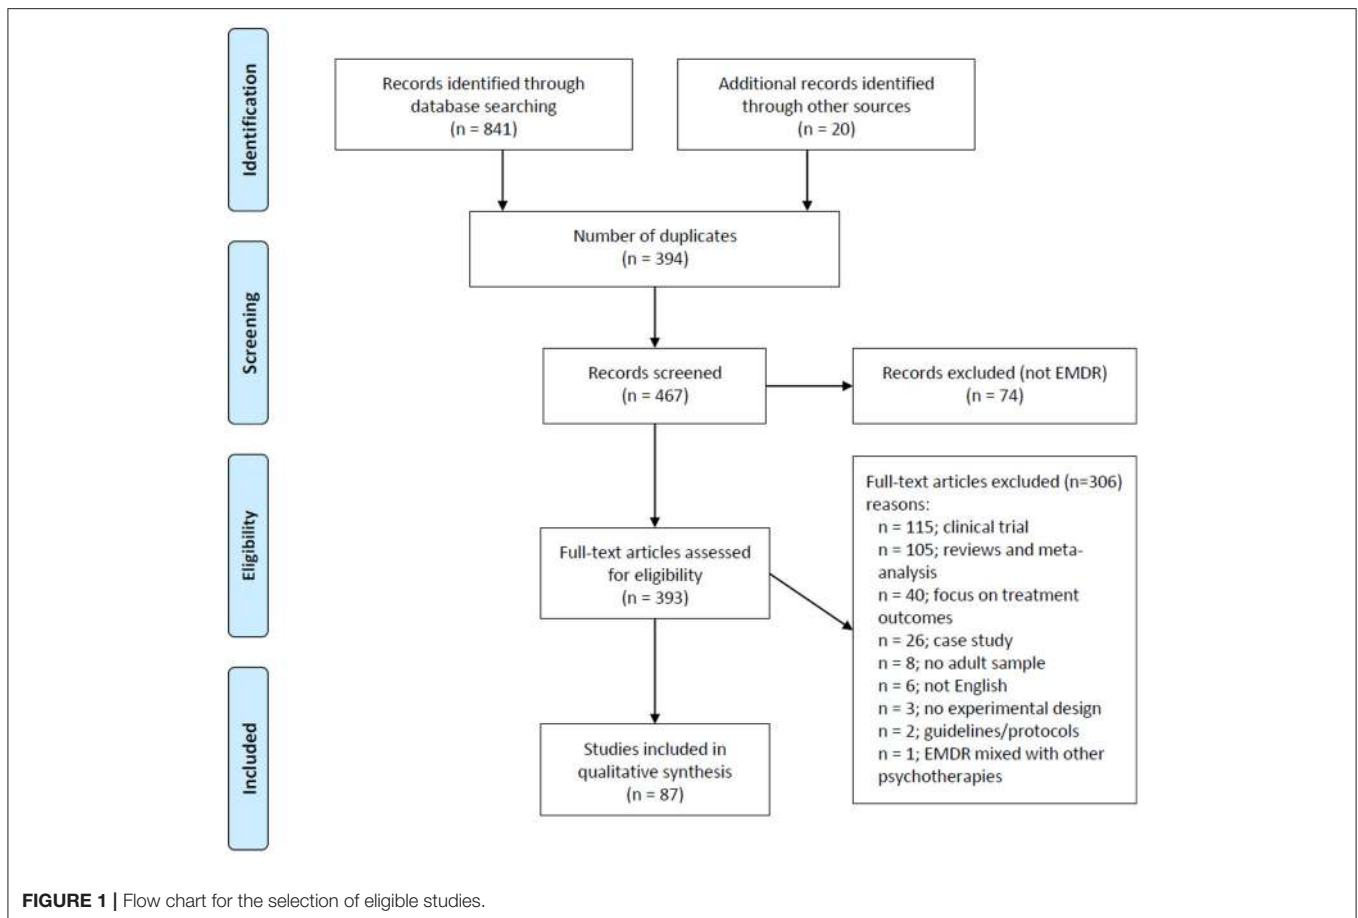 Identification
Records identified through
database searching
(n = 841)
Additional records identified
through other sources
(n = 20)
Number of duplicates
(n = 394)
Screening
Records screened
(n = 467)
Records excluded (not EMDR)
(n = 74)
Eligibility
Full-text articles assessed
for eligibility
(n = 393)
Full-text articles excluded (n=306)
reasons:
n = 115; clinical trial
n = 105; reviews and meta-
analysis
n = 40; focus on treatment
outcomes
n = 26; case study
n = 8; no adult sample
n = 6; not English
n = 3; no experimental design
n = 2; guidelines/protocols
n = 1; EMDR mixed with other
psychotherapies
Included
Studies included in
qualitative synthesis
(n = 87)
FIGURE 1 | Flow chart for the selection of eligible studies.